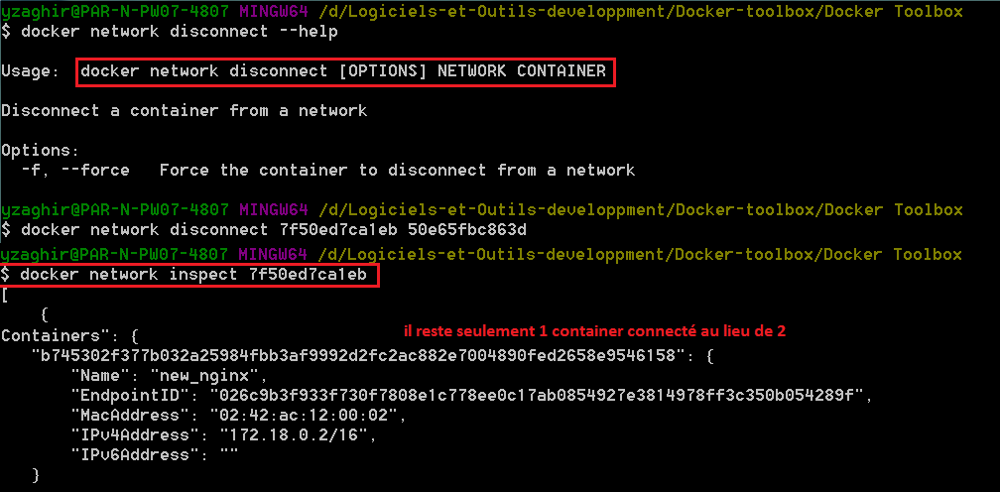 yzaghir@PAR-N-PW07-4807 MINGW64 /d/Logiciels-et-Outils-developpment/Docker-toolbox/Docker Toolbox
$ docker network disconnect --help
Usage:  docker network disconnect [OPTIONS] NETWORK CONTAINER
Disconnect a container from a network
Options:
  -f, --force   Force the container to disconnect from a network
yzaghir@PAR-N-PW07-4807 MINGW64 /d/Logiciels-et-Outils-developpment/Docker-toolbox/Docker Toolbox
$ docker network disconnect 7f50ed7ca1eb 50e65fbc863d
yzaghir@PAR-N-PW07-4807 MINGW64 /d/Logiciels-et-Outils-developpment/Docker-toolbox/Docker Toolbox
$ docker network inspect 7f50ed7ca1eb
[
    {
il reste seulement 1 container connecté au lieu de 2
Containers": {
   "b745302f377b032a25984fbb3af9992d2fc2ac882e7004890fed2658e9546158": {
       "Name": "new_nginx",
       "EndpointID": "026c9b3f933f730f7808e1c778ee0c17ab0854927e3814978ff3c350b054289f",
       "MacAddress": "02:42:ac:12:00:02",
       "IPv4Address": "172.18.0.2/16",
       "IPv6Address": ""
   }